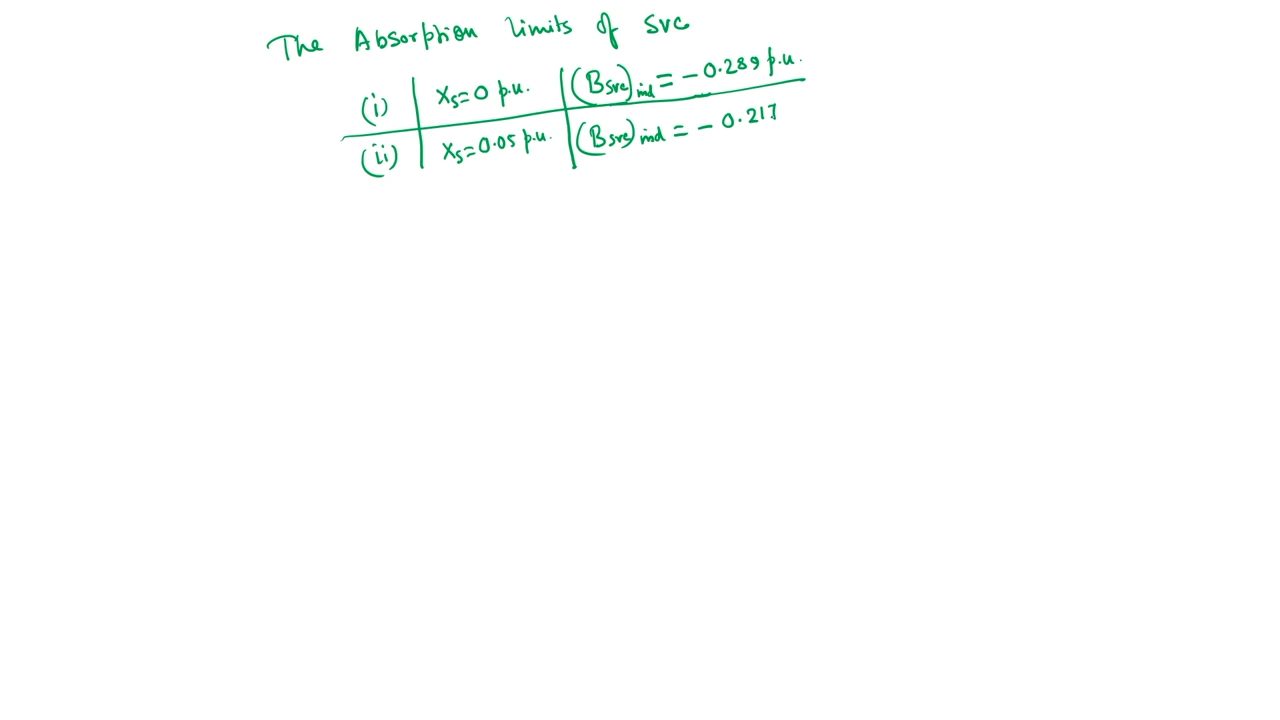 The Absorption limits of SVC
(i) | Xs=0 p.u. | (Bsvc)ind = -0.289 p.u.
(ii) | Xs=0.05 p.u. | (Bsvc)ind = -0.217